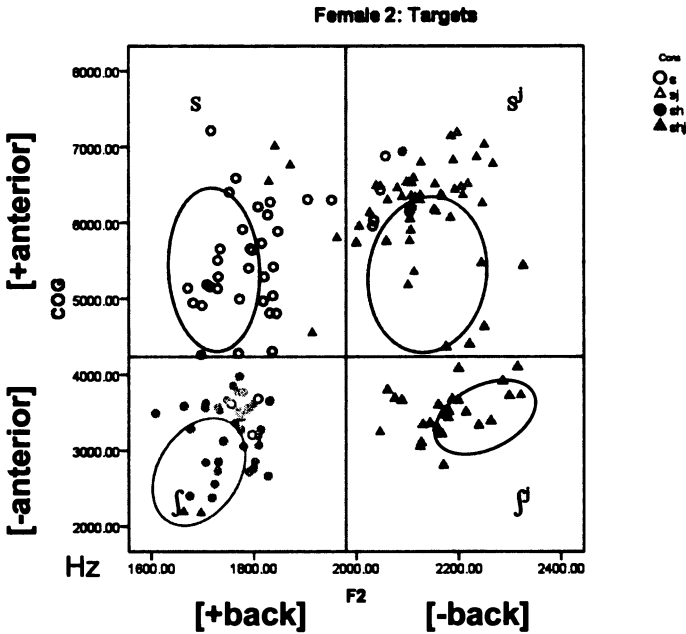 Female 2: Targets
Cons
s
sj
sh
shj
8000.00
7000.00
6000.00
5000.00
4000.00
3000.00
2000.00
[+anterior]
[-anterior]
COG
s
sʲ
ʃ
ʃʲ
Hz
1600.00 1800.00 2000.00 2200.00 2400.00
F2
[+back] [-back]